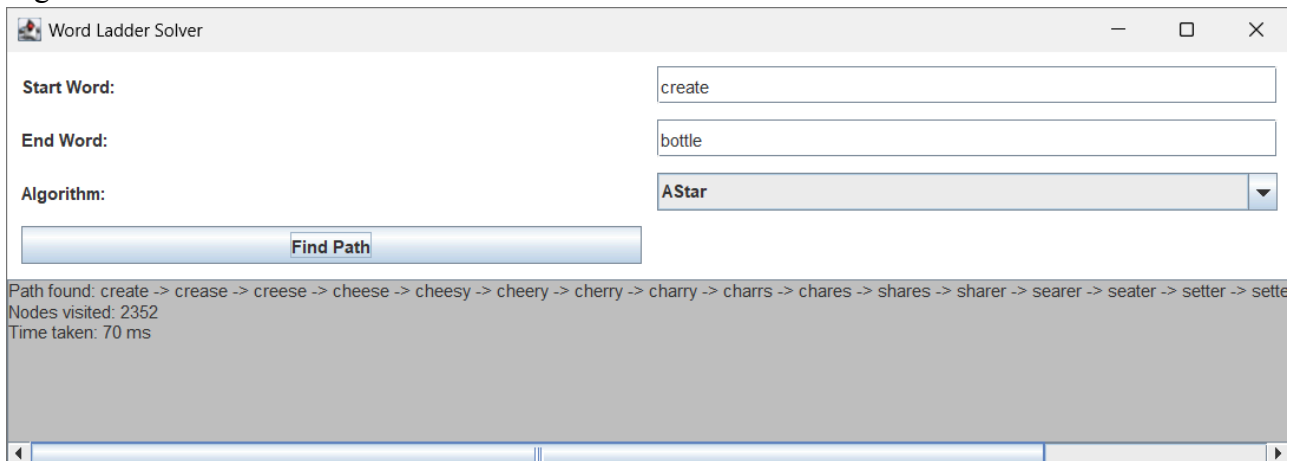 Word Ladder Solver
Start Word: create
End Word: bottle
Algorithm: AStar
Find Path
Path found: create -> crease -> creese -> cheese -> cheesy -> cheery -> cherry -> charry -> charrs -> chares -> shares -> sharer -> searer -> seater -> setter ->
Nodes visited: 2352
Time taken: 70 ms